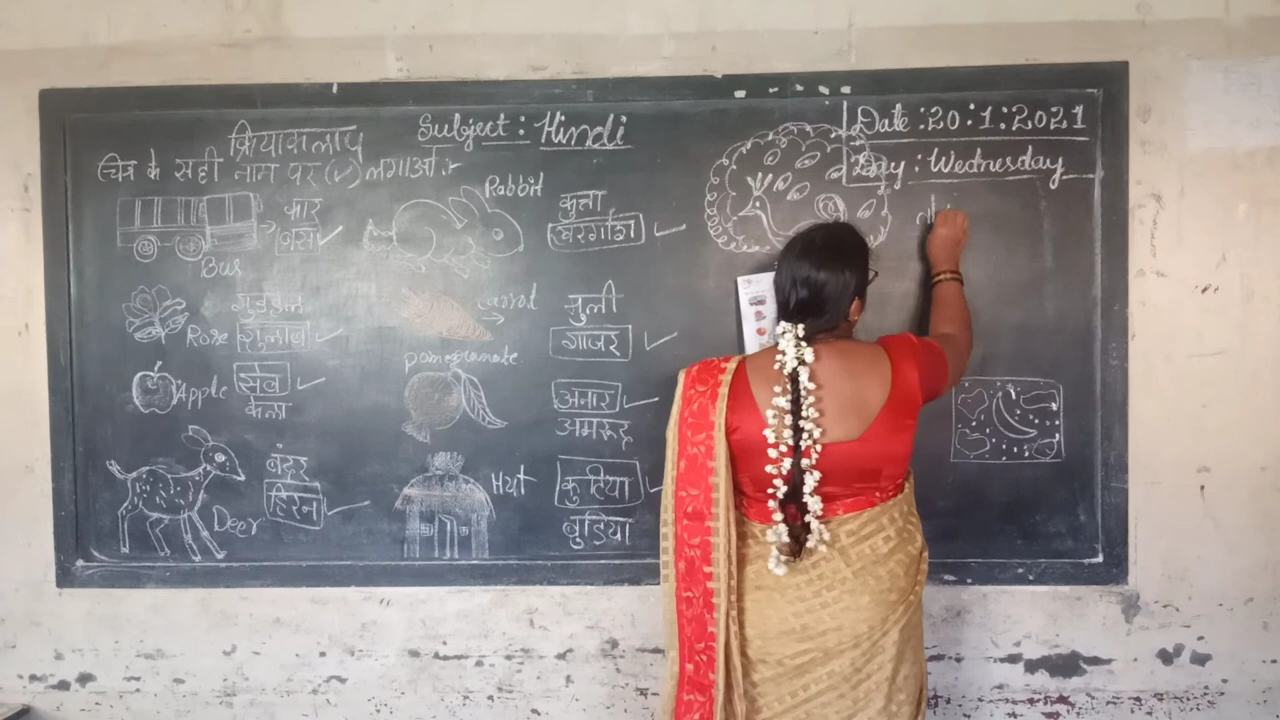 Subject : Hindi
Date : 20:1:2021
Day : Wednesday
क्रियाकलाप
चित्र के सही नाम पर (✓) लगाओ :-
कार
बस ✓
Bus
Rabbit
कुत्ता
खरगोश ✓
गुड़हल
Rose गुलाब ✓
carrot
मुली
गाजर ✓
Apple सेव ✓
केला
pomegranate
अनार ✓
अमरूद
बंदर
हिरन ✓
Deer
Hut
कुटिया ✓
बुडिया